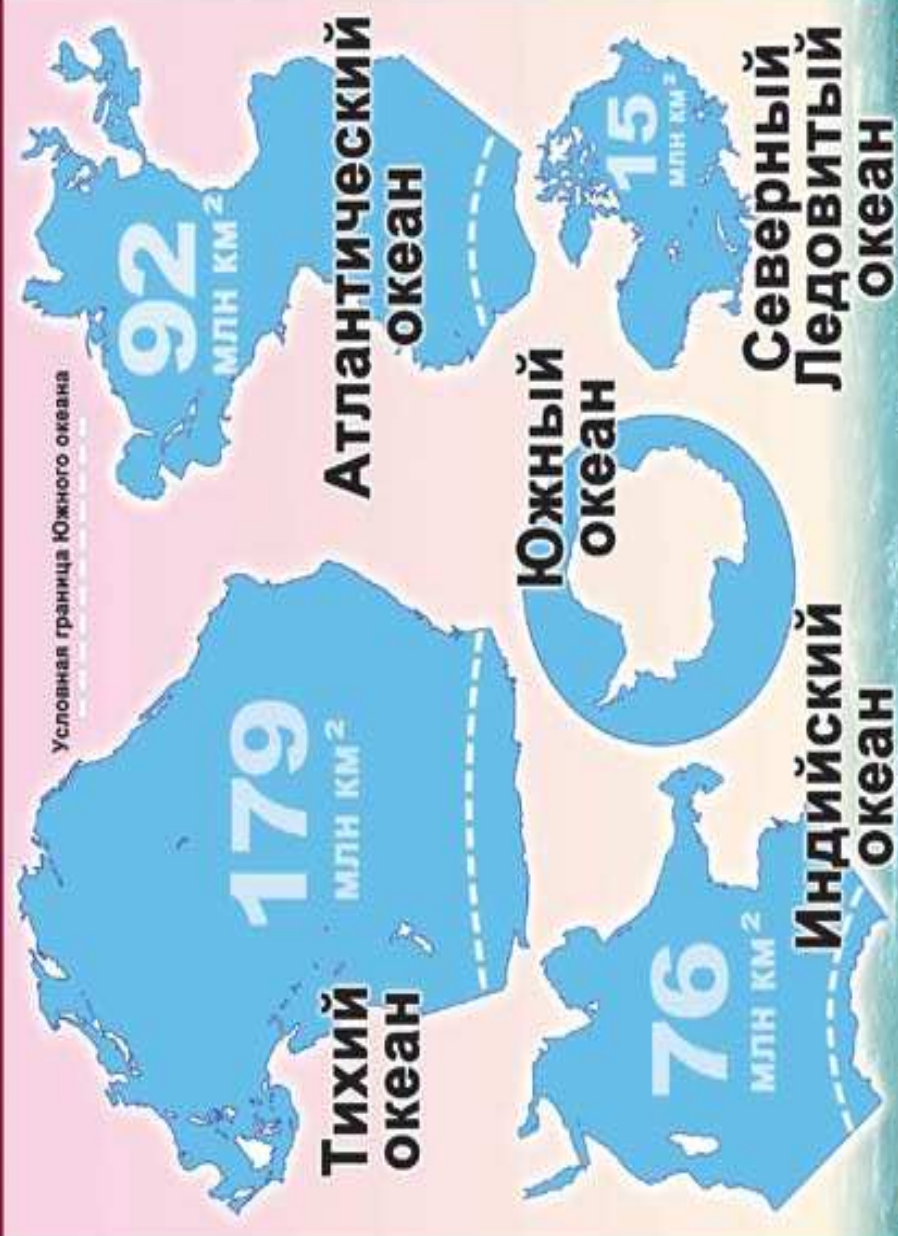 Условная граница Южного океана
179
млн км²
Тихий
океан
92
млн км²
Атлантический
океан
76
млн км²
Индийский
океан
Южный
океан
15
млн км²
Северный
Ледовитый
океан